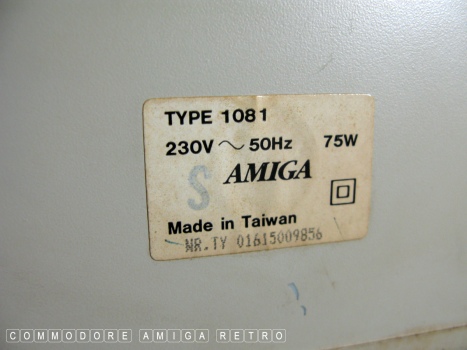 TYPE 1081
230V ~ 50Hz 75W
S AMIGA
Made in Taiwan
NR.TY 01615009856
COMMODORE AMIGA RETRO